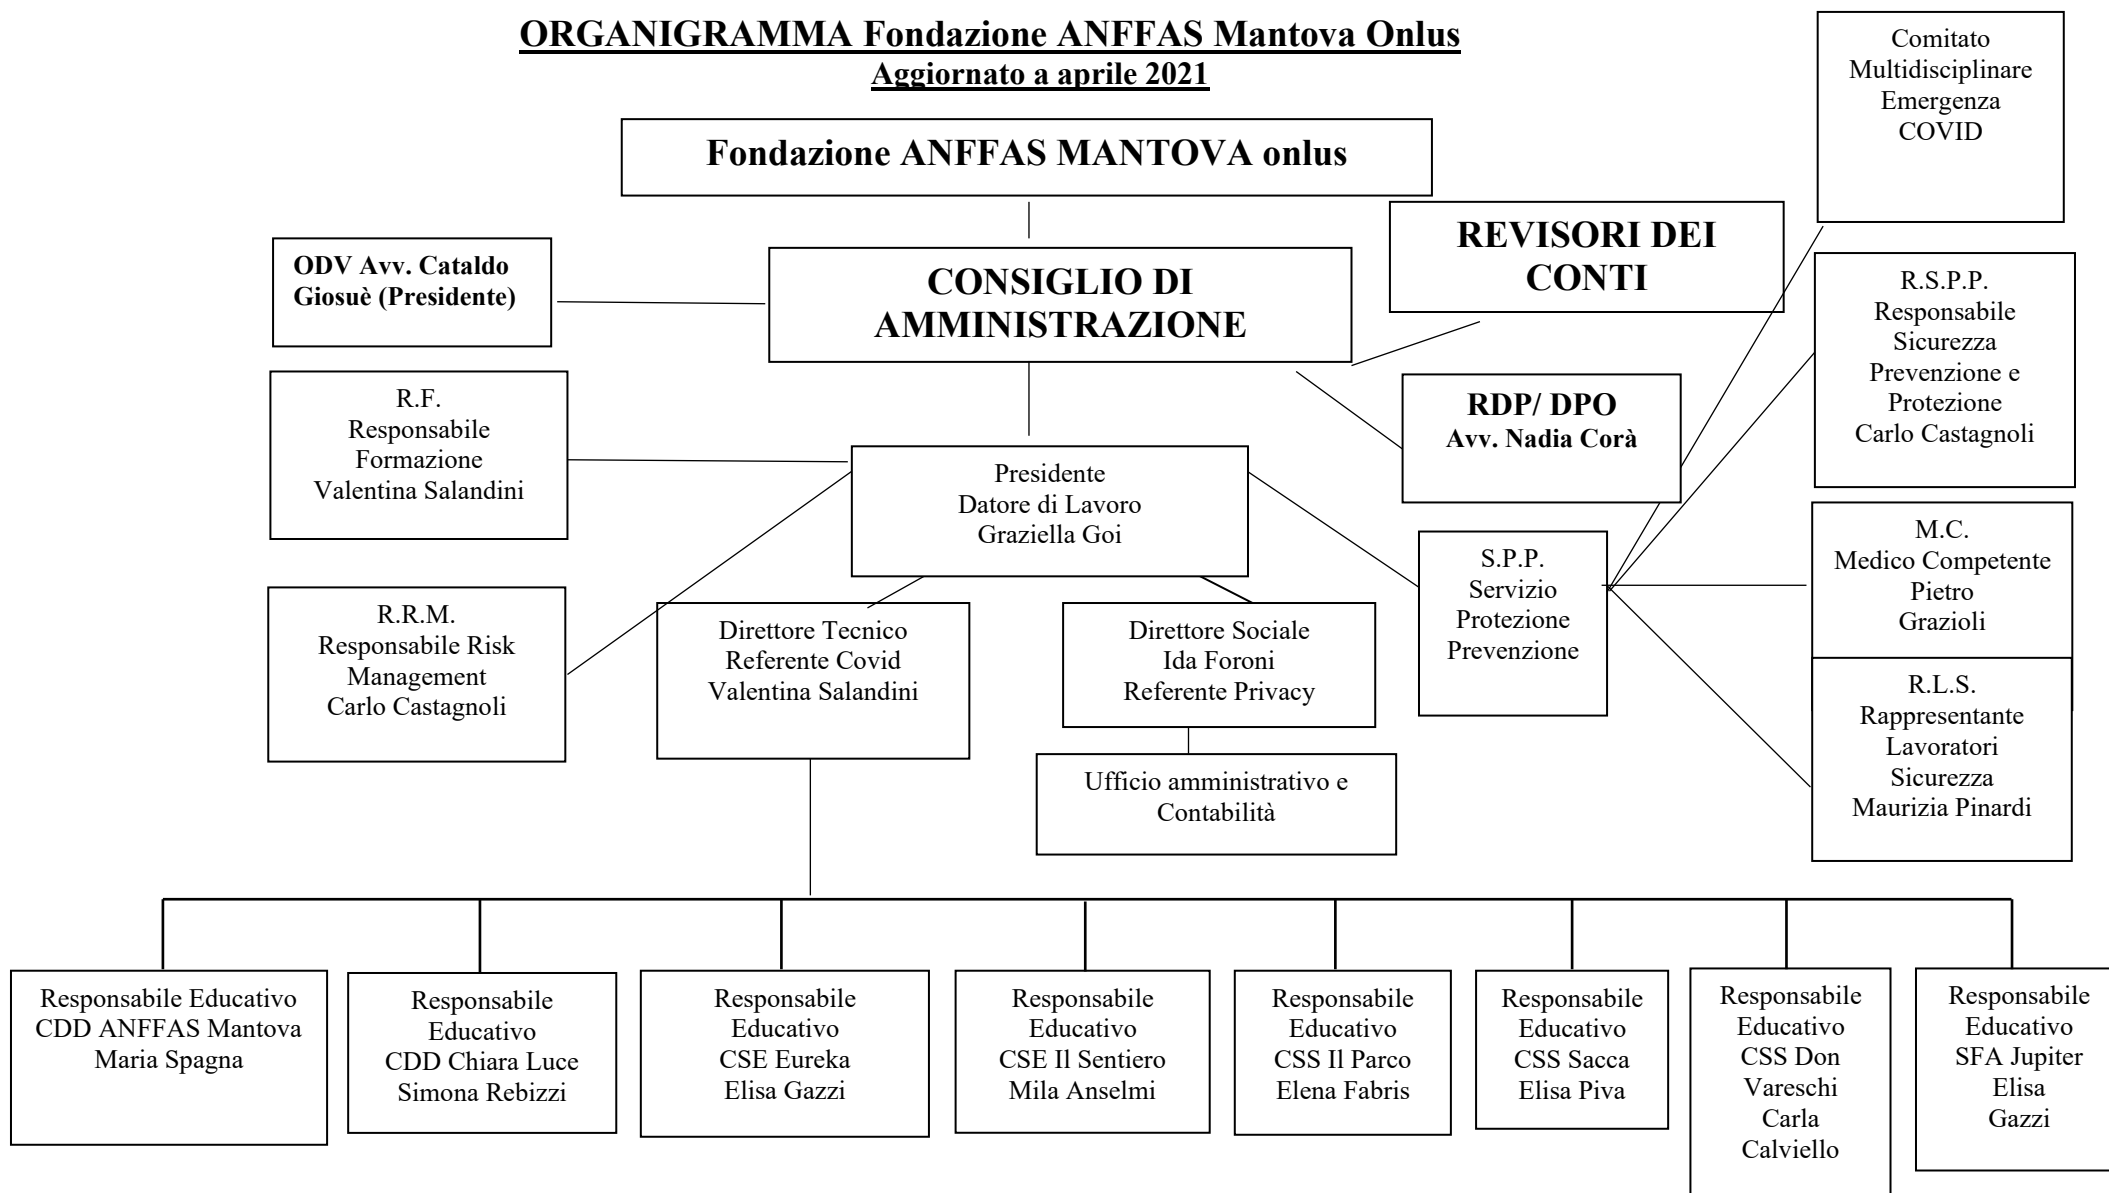 ORGANIGRAMMA Fondazione ANFFAS Mantova Onlus
Aggiornato a aprile 2021
Comitato
Multidisciplinare
Emergenza
COVID
Fondazione ANFFAS MANTOVA onlus
REVISORI DEI
CONTI
ODV Avv. Cataldo
Giosuè (Presidente)
CONSIGLIO DI
AMMINISTRAZIONE
R.S.P.P.
Responsabile
Sicurezza
Prevenzione e
Protezione
Carlo Castagnoli
R.F.
Responsabile
Formazione
Valentina Salandini
RDP/ DPO
Avv. Nadia Corà
Presidente
Datore di Lavoro
Graziella Goi
S.P.P.
Servizio
Protezione
Prevenzione
M.C.
Medico Competente
Pietro
Grazioli
R.R.M.
Responsabile Risk
Management
Carlo Castagnoli
Direttore Tecnico
Referente Covid
Valentina Salandini
Direttore Sociale
Ida Foroni
Referente Privacy
R.L.S.
Rappresentante
Lavoratori
Sicurezza
Maurizia Pinardi
Ufficio amministrativo e
Contabilità
Responsabile Educativo
CDD ANFFAS Mantova
Maria Spagna
Responsabile
Educativo
CDD Chiara Luce
Simona Rebizzi
Responsabile
Educativo
CSE Eureka
Elisa Gazzi
Responsabile
Educativo
CSE Il Sentiero
Mila Anselmi
Responsabile
Educativo
CSS Il Parco
Elena Fabris
Responsabile
Educativo
CSS Sacca
Elisa Piva
Responsabile
Educativo
CSS Don
Vareschi
Carla
Calviello
Responsabile
Educativo
SFA Jupiter
Elisa
Gazzi